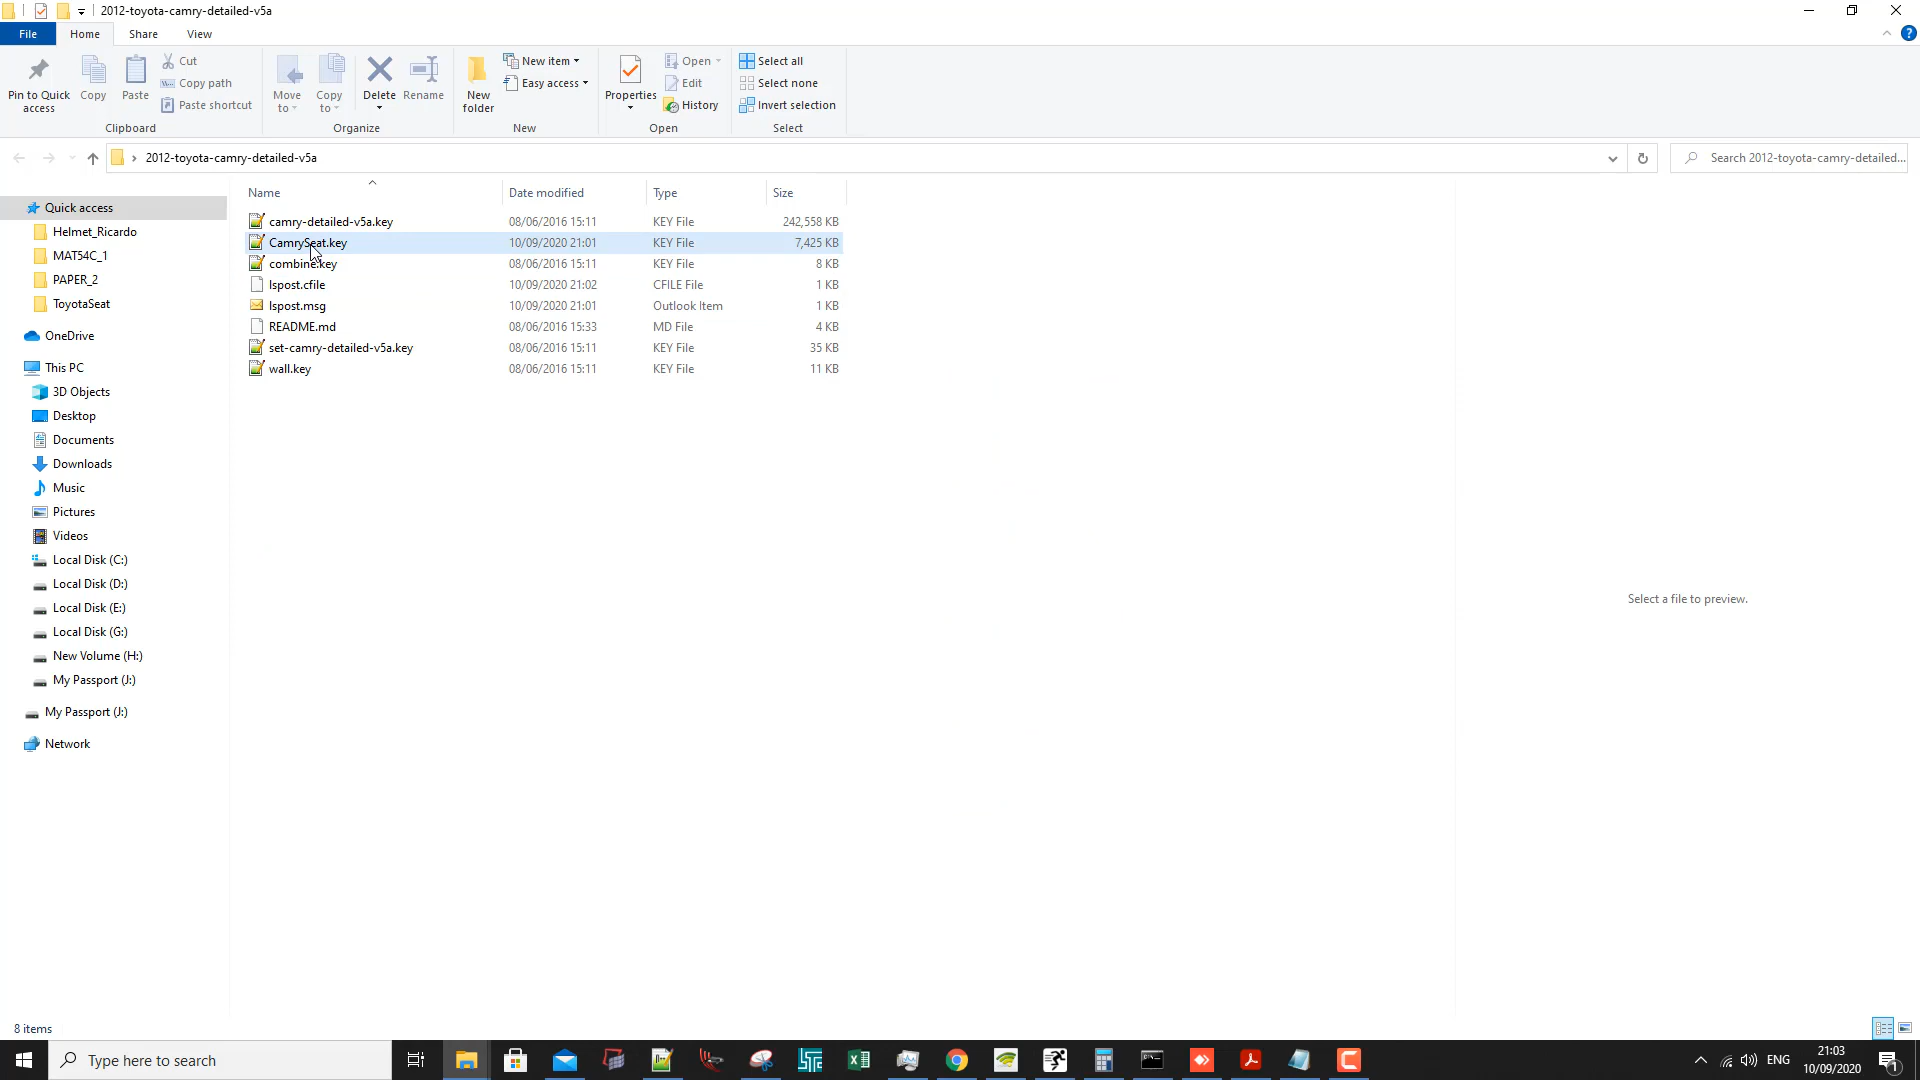 2012-toyota-camry-detailed-v5a
File Home Share View
Pin to Quick access
Copy
Paste
Cut
Copy path
Paste shortcut
Clipboard
Move to
Copy to
Delete
Rename
Organize
New folder
New item
Easy access
New
Properties
Open
Edit
History
Open
Select all
Select none
Invert selection
Select
2012-toyota-camry-detailed-v5a
Search 2012-toyota-camry-detailed...
Quick access
Helmet_Ricardo
MAT54C_1
PAPER_2
ToyotaSeat
OneDrive
This PC
3D Objects
Desktop
Documents
Downloads
Music
Pictures
Videos
Local Disk (C:)
Local Disk (D:)
Local Disk (E:)
Local Disk (G:)
New Volume (H:)
My Passport (J:)
My Passport (J:)
Network
Name Date modified Type Size
camry-detailed-v5a.key 08/06/2016 15:11 KEY File 242,558 KB
CamrySeat.key 10/09/2020 21:01 KEY File 7,425 KB
combine.key 08/06/2016 15:11 KEY File 8 KB
lspost.cfile 10/09/2020 21:02 CFILE File 1 KB
lspost.msg 10/09/2020 21:01 Outlook Item 1 KB
README.md 08/06/2016 15:33 MD File 4 KB
set-camry-detailed-v5a.key 08/06/2016 15:11 KEY File 35 KB
wall.key 08/06/2016 15:11 KEY File 11 KB
Select a file to preview.
8 items
Type here to search
ENG
21:03
10/09/2020
1